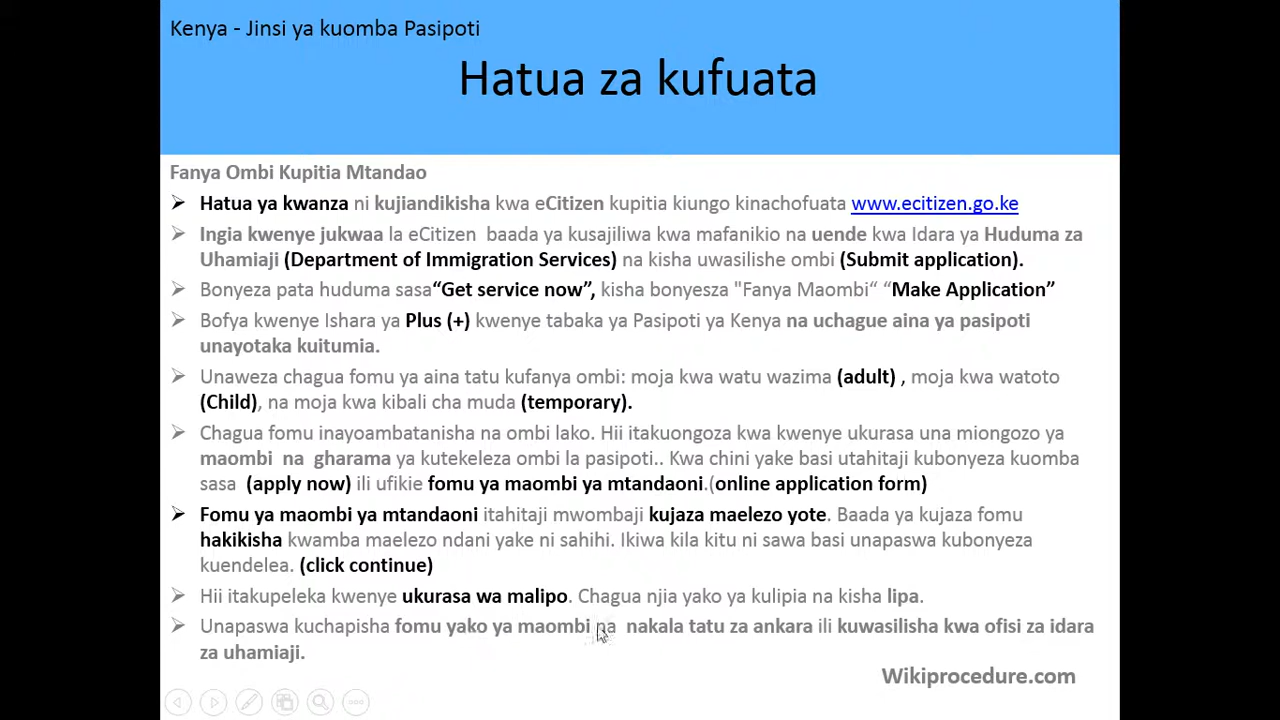 Kenya - Jinsi ya kuomba Pasipoti
Hatua za kufuata
Fanya Ombi Kupitia Mtandao
➢ Hatua ya kwanza ni kujiandikisha kwa eCitizen kupitia kiungo kinachofuata www.ecitizen.go.ke
➢ Ingia kwenye jukwaa la eCitizen baada ya kusajiliwa kwa mafanikio na uende kwa Idara ya Huduma za
Uhamiaji (Department of Immigration Services) na kisha uwasilishe ombi (Submit application).
➢ Bonyeza pata huduma sasa“Get service now”, kisha bonyesza "Fanya Maombi“ “Make Application”
➢ Bofya kwenye Ishara ya Plus (+) kwenye tabaka ya Pasipoti ya Kenya na uchague aina ya pasipoti
unayotaka kuitumia.
➢ Unaweza chagua fomu ya aina tatu kufanya ombi: moja kwa watu wazima (adult) , moja kwa watoto
(Child), na moja kwa kibali cha muda (temporary).
➢ Chagua fomu inayoambatanisha na ombi lako. Hii itakuongoza kwa kwenye ukurasa una miongozo ya
maombi na gharama ya kutekeleza ombi la pasipoti.. Kwa chini yake basi utahitaji kubonyeza kuomba
sasa (apply now) ili ufikie fomu ya maombi ya mtandaoni.(online application form)
➢ Fomu ya maombi ya mtandaoni itahitaji mwombaji kujaza maelezo yote. Baada ya kujaza fomu
hakikisha kwamba maelezo ndani yake ni sahihi. Ikiwa kila kitu ni sawa basi unapaswa kubonyeza
kuendelea. (click continue)
➢ Hii itakupeleka kwenye ukurasa wa malipo. Chagua njia yako ya kulipia na kisha lipa.
➢ Unapaswa kuchapisha fomu yako ya maombi na nakala tatu za ankara ili kuwasilisha kwa ofisi za idara
za uhamiaji.
Wikiprocedure.com